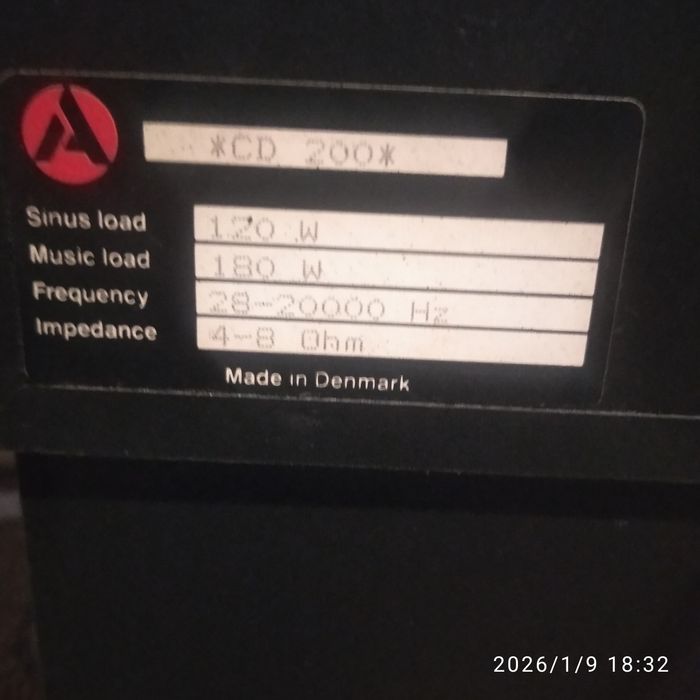 *CD 200*
Sinus load 120 W
Music load 180 W
Frequency 28-20000 Hz
Impedance 4-8 Ohm
Made in Denmark
2026/1/9 18:32